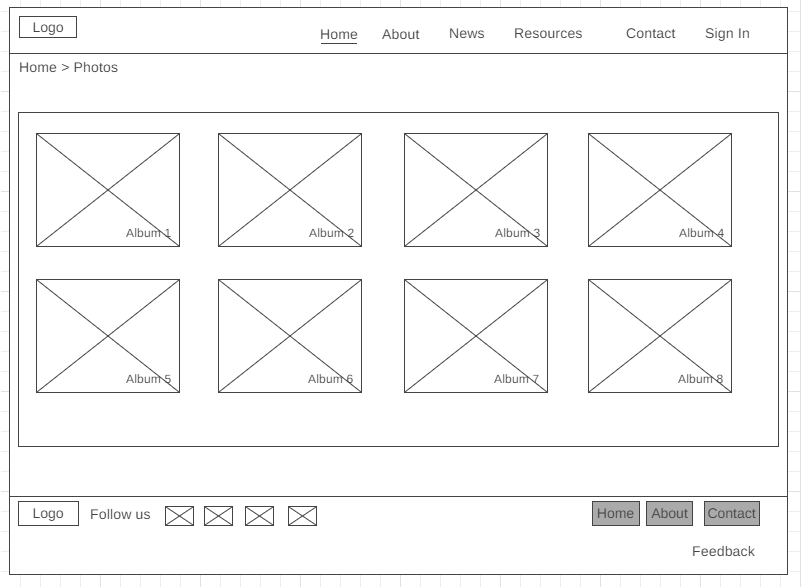 Logo
Home About News Resources Contact Sign In
Home > Photos
Album 1 Album 2 Album 3 Album 4
Album 5 Album 6 Album 7 Album 8
Logo Follow us Home About Contact
Feedback